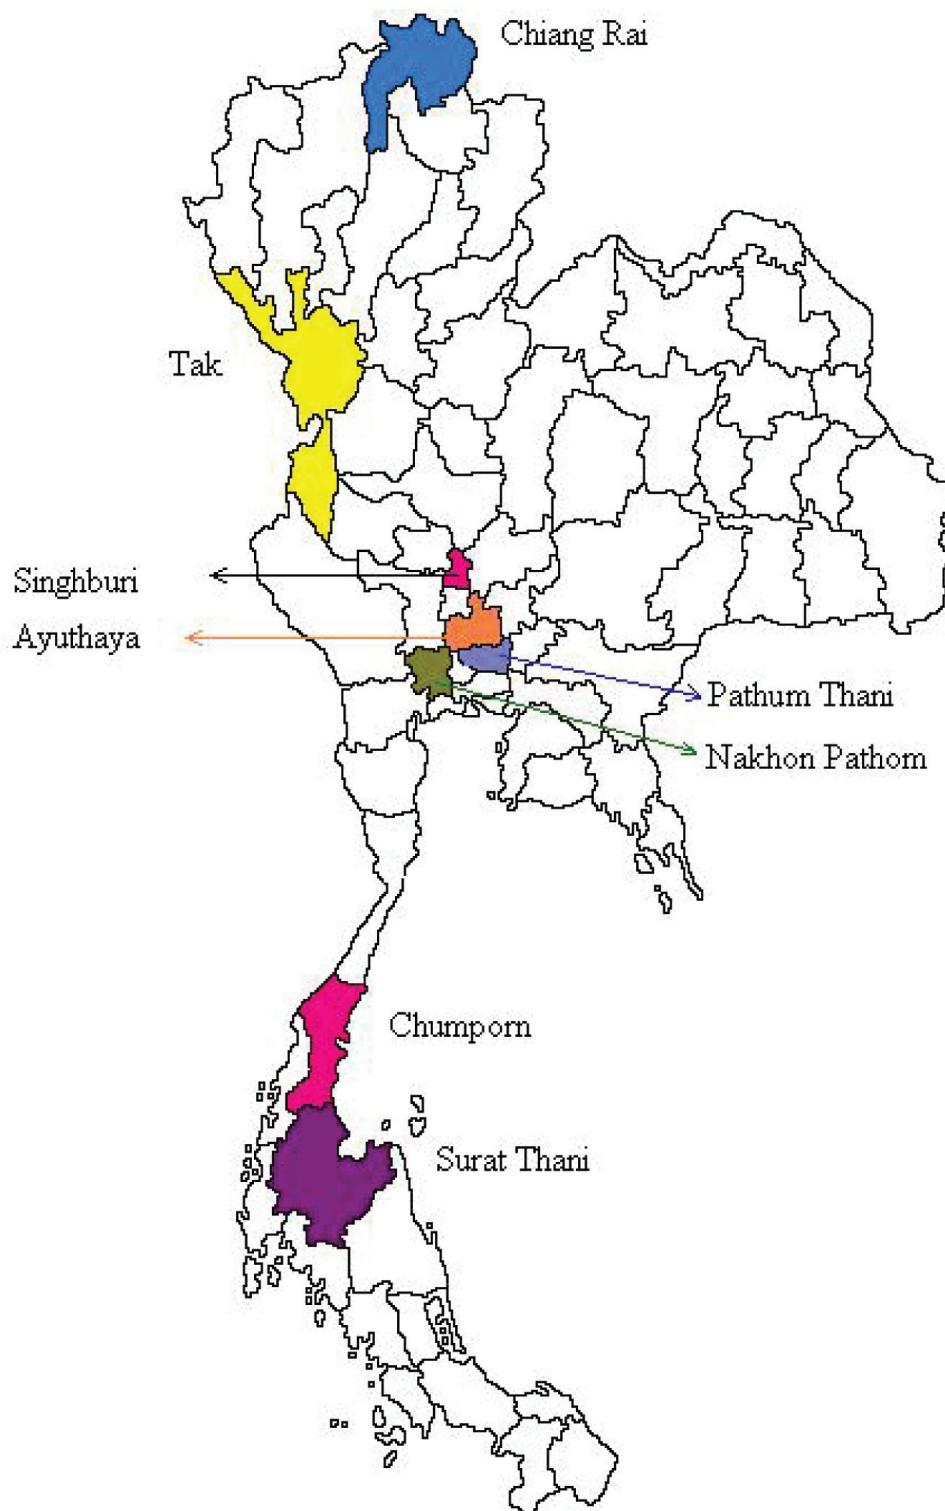 Chiang Rai
Tak
Singhburi
Ayuthaya
Pathum Thani
Nakhon Pathom
Chumporn
Surat Thani